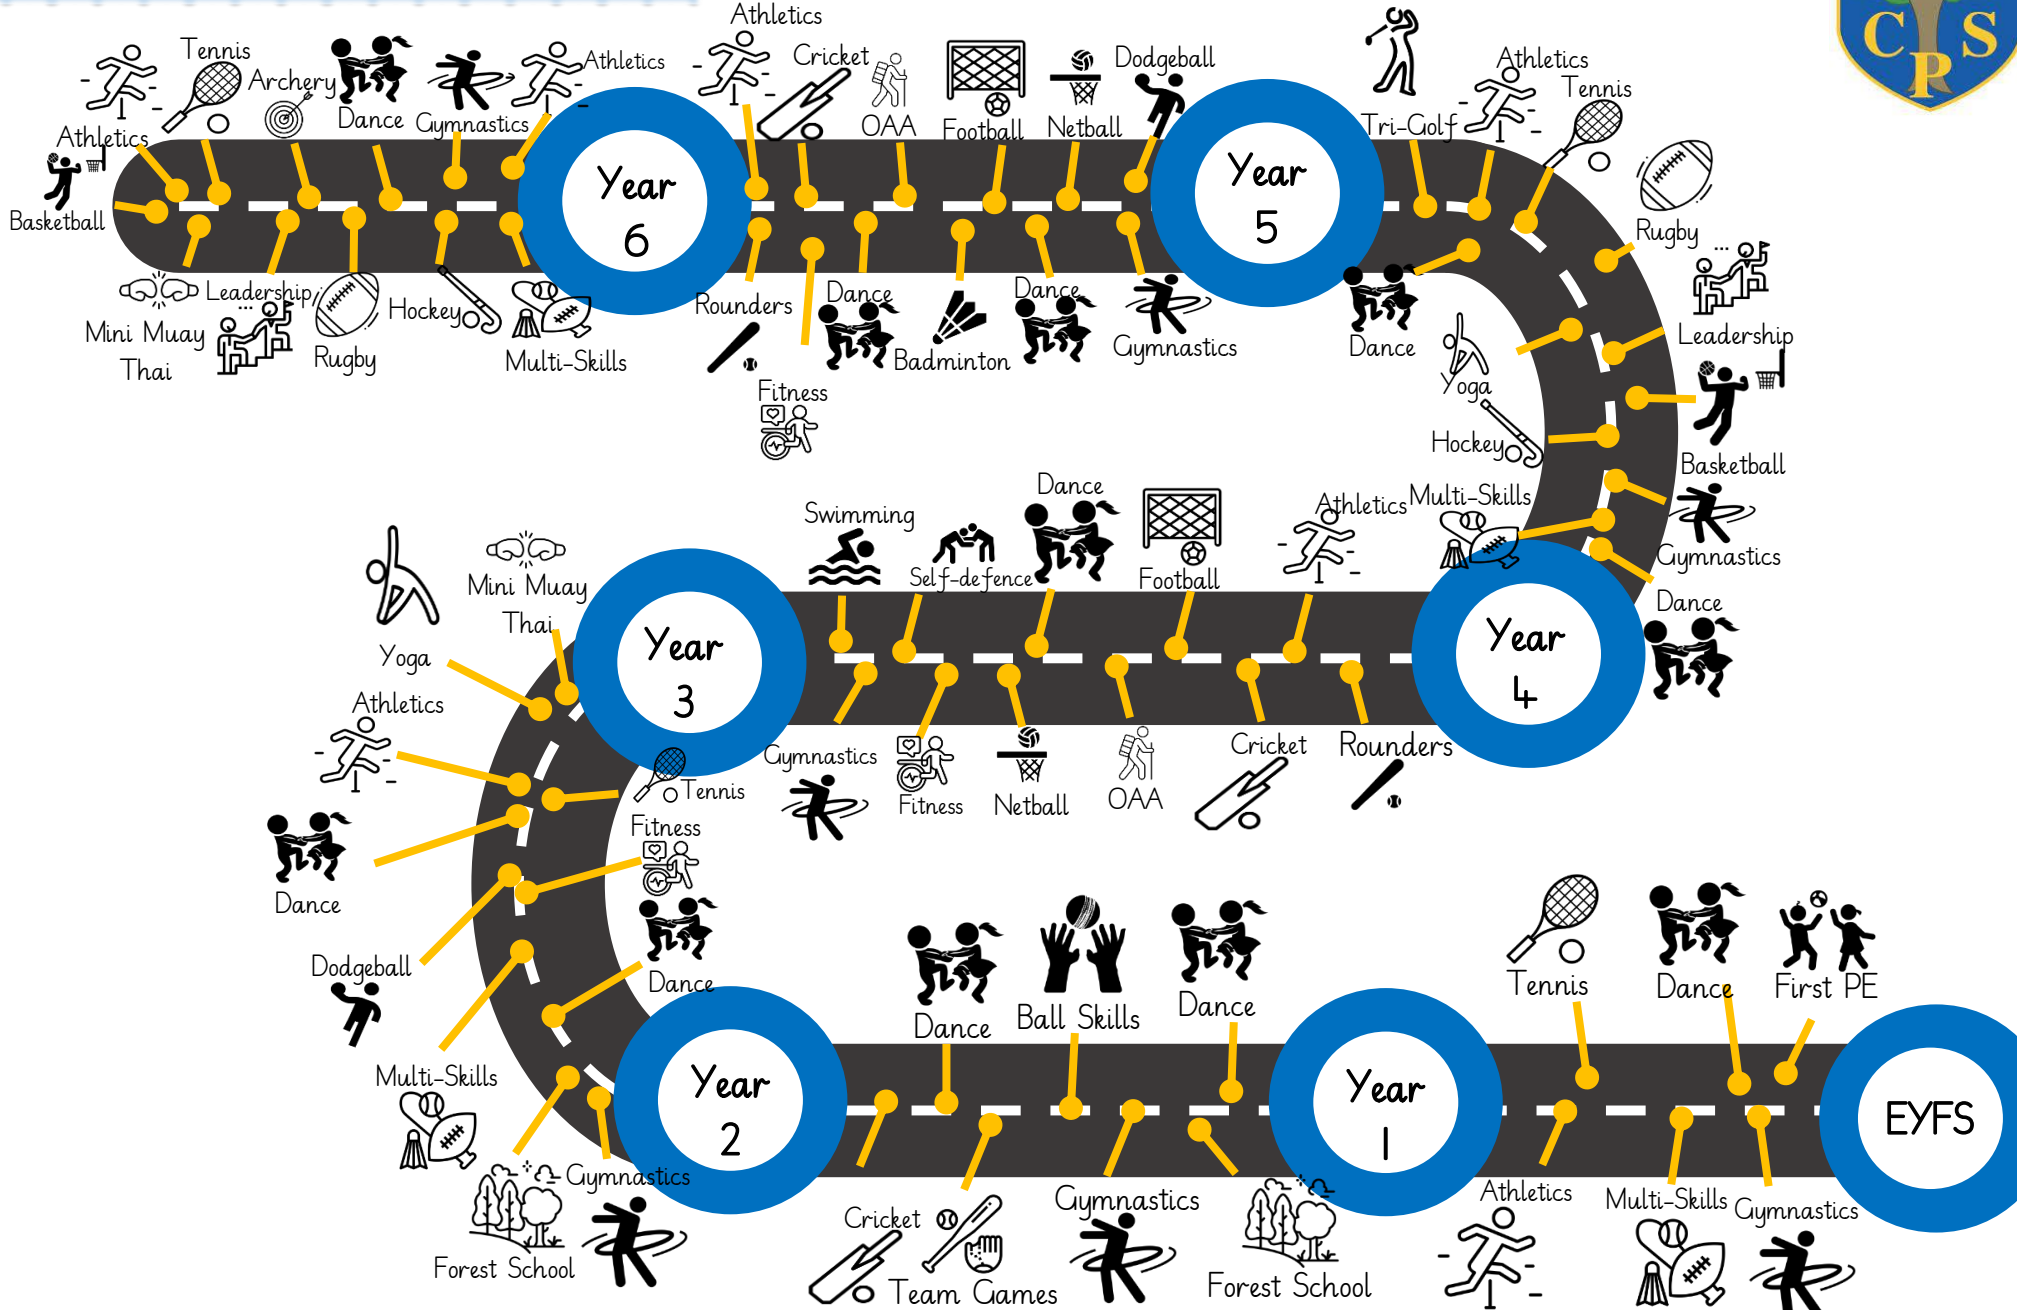 C P S
Athletics
Tennis
Archery
Dance
Gymnastics
Athletics
Athletics
Cricket
OAA
Football
Netball
Dodgeball
Tri-Golf
Athletics
Tennis
Rugby
Basketball
Year
6
Year
5
Mini Muay
Thai
Leadership
Rugby
Hockey
Multi-Skills
Rounders
Fitness
Dance
Badminton
Dance
Gymnastics
Dance
Yoga
Hockey
Multi-Skills
Leadership
Basketball
Gymnastics
Dance
Swimming
Self-defence
Dance
Football
Athletics
Mini Muay
Thai
Yoga
Athletics
Dance
Dodgeball
Multi-Skills
Forest School
Gymnastics
Year
3
Year
4
Tennis
Fitness
Dance
Gymnastics
Fitness
Netball
OAA
Cricket
Rounders
Dance
Ball Skills
Dance
Tennis
Dance
First PE
Year
2
Year
1
EYFS
Cricket
Team Games
Gymnastics
Forest School
Athletics
Multi-Skills
Gymnastics